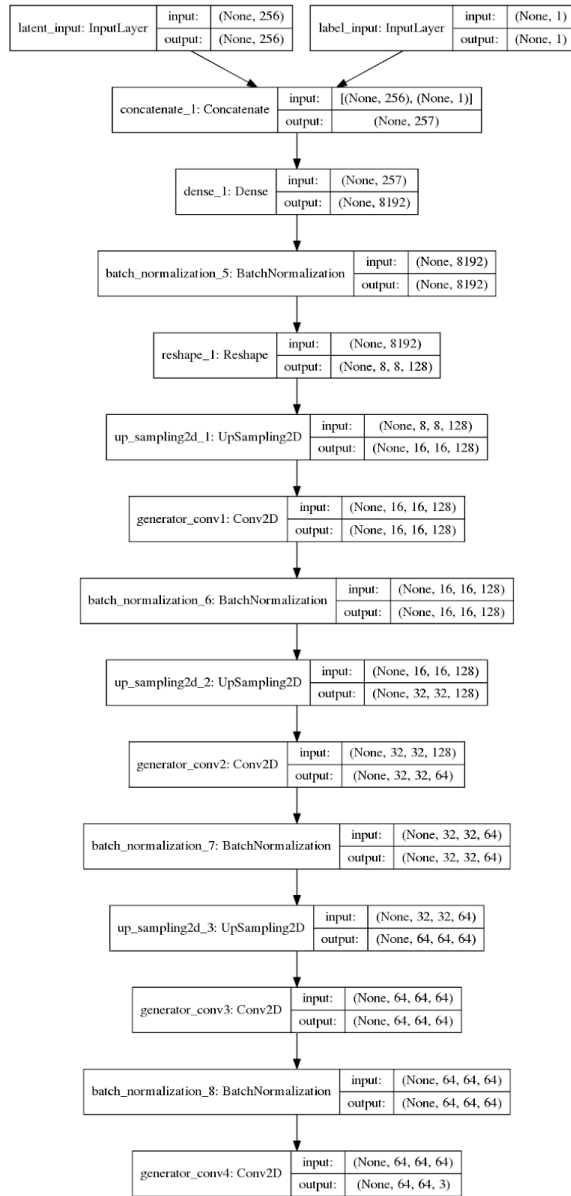 latent_input: InputLayer
input: (None, 256)
output: (None, 256)
label_input: InputLayer
input: (None, 1)
output: (None, 1)
concatenate_1: Concatenate
input: [(None, 256), (None, 1)]
output: (None, 257)
dense_1: Dense
input: (None, 257)
output: (None, 8192)
batch_normalization_5: BatchNormalization
input: (None, 8192)
output: (None, 8192)
reshape_1: Reshape
input: (None, 8192)
output: (None, 8, 8, 128)
up_sampling2d_1: UpSampling2D
input: (None, 8, 8, 128)
output: (None, 16, 16, 128)
generator_conv1: Conv2D
input: (None, 16, 16, 128)
output: (None, 16, 16, 128)
batch_normalization_6: BatchNormalization
input: (None, 16, 16, 128)
output: (None, 16, 16, 128)
up_sampling2d_2: UpSampling2D
input: (None, 16, 16, 128)
output: (None, 32, 32, 128)
generator_conv2: Conv2D
input: (None, 32, 32, 128)
output: (None, 32, 32, 64)
batch_normalization_7: BatchNormalization
input: (None, 32, 32, 64)
output: (None, 32, 32, 64)
up_sampling2d_3: UpSampling2D
input: (None, 32, 32, 64)
output: (None, 64, 64, 64)
generator_conv3: Conv2D
input: (None, 64, 64, 64)
output: (None, 64, 64, 64)
batch_normalization_8: BatchNormalization
input: (None, 64, 64, 64)
output: (None, 64, 64, 64)
generator_conv4: Conv2D
input: (None, 64, 64, 64)
output: (None, 64, 64, 3)